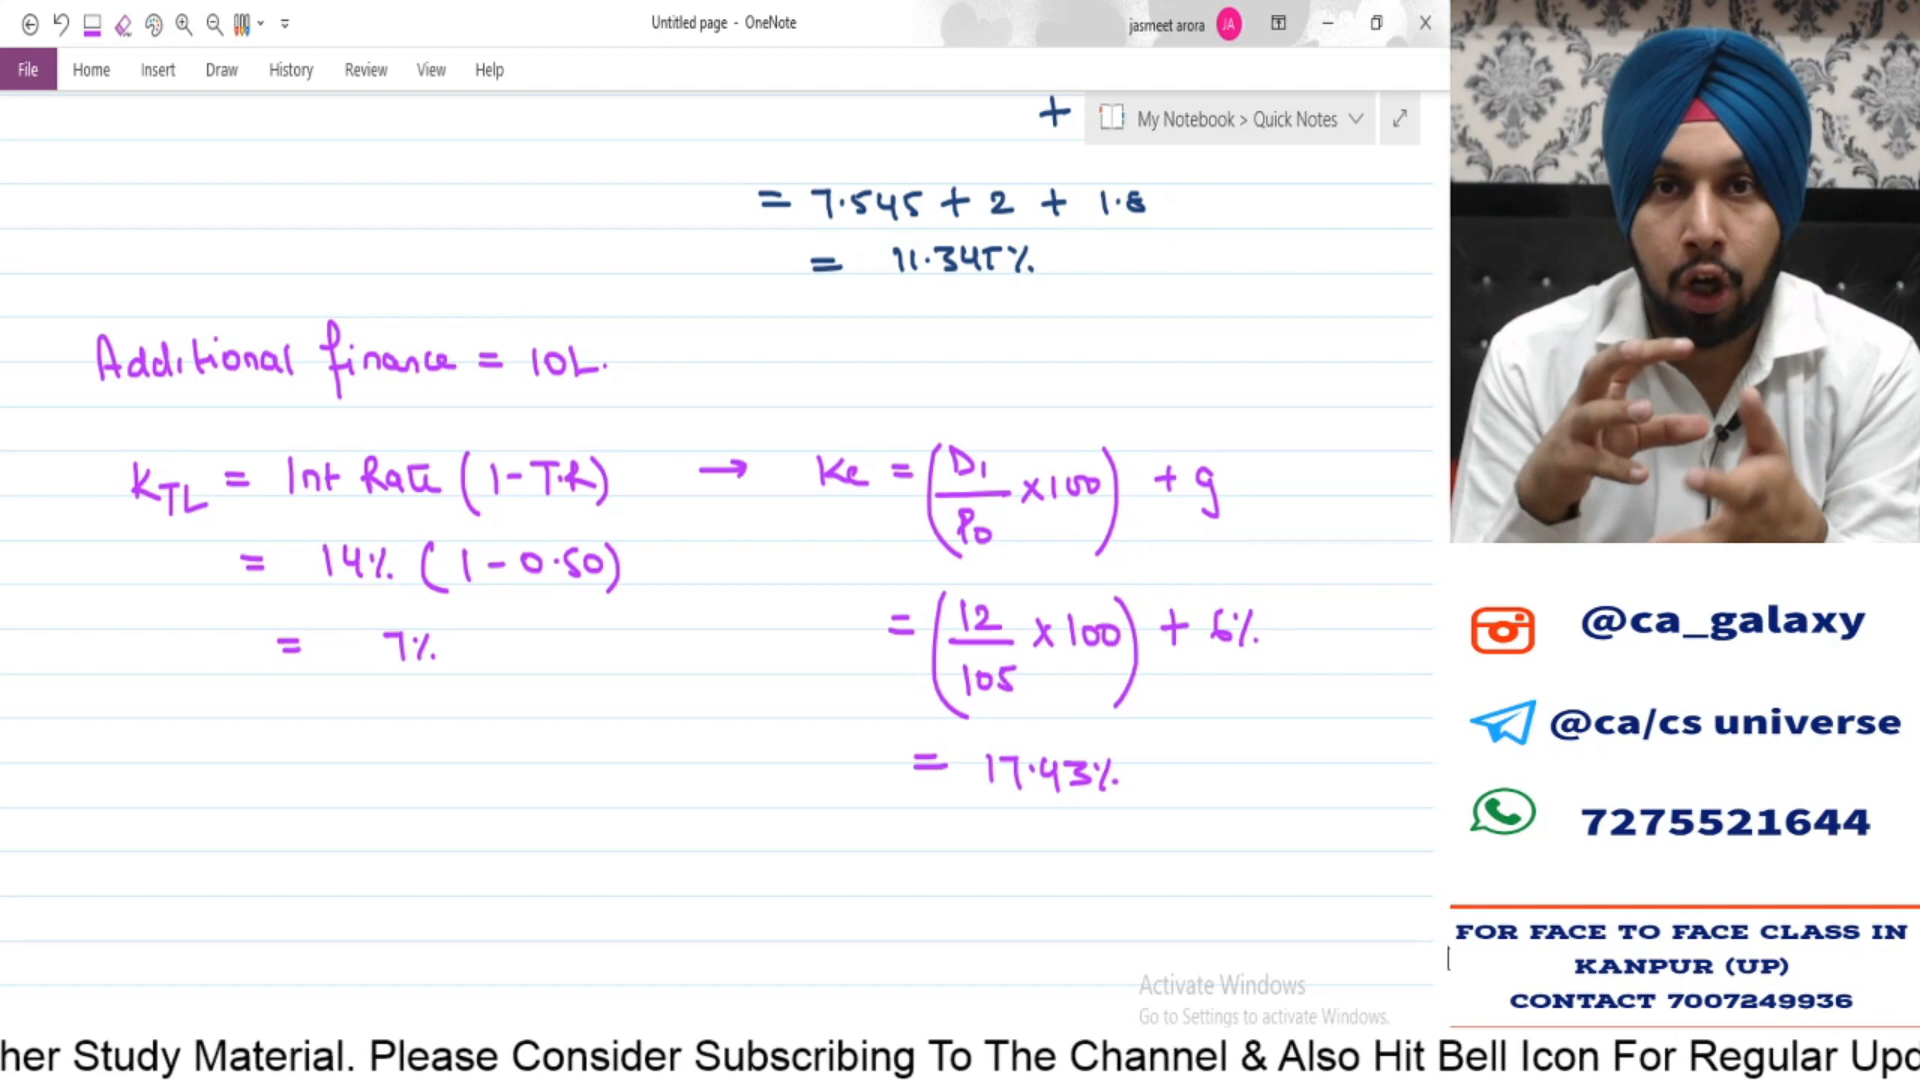 Untitled page - OneNote
jasmeet arora
JA
File
Home
Insert
Draw
History
Review
View
Help
+
My Notebook > Quick Notes
= 7.545 + 2 + 1.8
= 11.345%
Additional finance = 10L.
KTL = Int Rate (1 - T.R) → Ke = (D1/P0 × 100) + g
= 14% (1 - 0.50)
= (12/105 × 100) + 6%
= 7%
= 17.43%
@ca_galaxy
@ca/cs universe
7275521644
FOR FACE TO FACE CLASS IN
KANPUR (UP)
CONTACT 7007249936
Activate Windows
Go to Settings to activate Windows.
her Study Material. Please Consider Subscribing To The Channel & Also Hit Bell Icon For Regular Upd